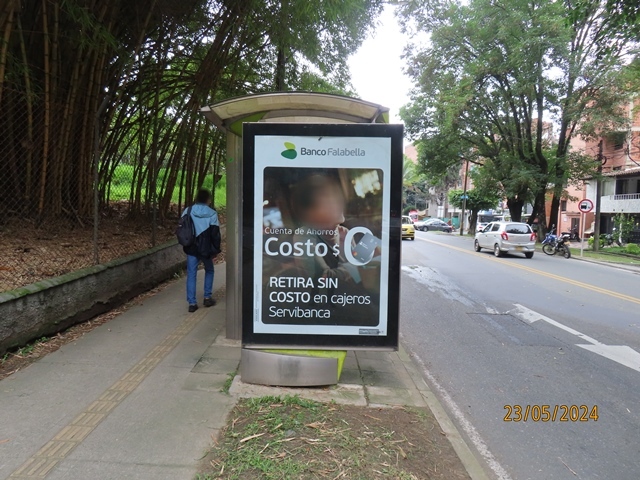 Banco Falabella
Cuenta de Ahorros
Costo $0
RETIRA SIN
COSTO en cajeros
Servibanca
23/05/2024